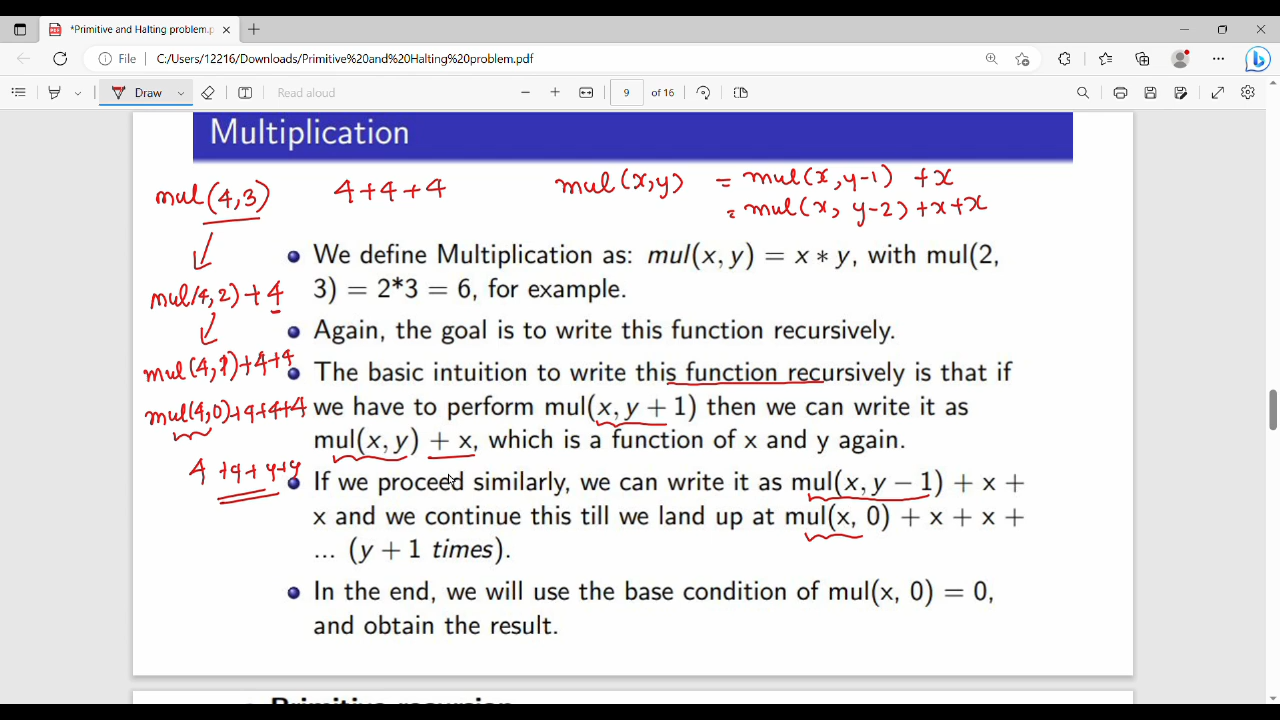 *Primitive and Halting problem.p
File
C:/Users/12216/Downloads/Primitive%20and%20Halting%20problem.pdf
Draw
Read aloud
9 of 16
Multiplication
mul(4,3) 4+4+4 mul(x,y) = mul(x,y-1) +x
= mul(x, y-2)+x+x
We define Multiplication as: mul(x, y) = x * y, with mul(2,
mul(4,2)+4
3) = 2*3 = 6, for example.
Again, the goal is to write this function recursively.
mul(4,1)+4+4
The basic intuition to write this function recursively is that if
mul(4,0)+4+4+4
we have to perform mul(x, y + 1) then we can write it as
mul(x, y) + x, which is a function of x and y again.
4 +4+4+4
If we proceed similarly, we can write it as mul(x, y − 1) + x +
x and we continue this till we land up at mul(x, 0) + x + x +
... (y + 1 times).
In the end, we will use the base condition of mul(x, 0) = 0,
and obtain the result.
Primitive recursion